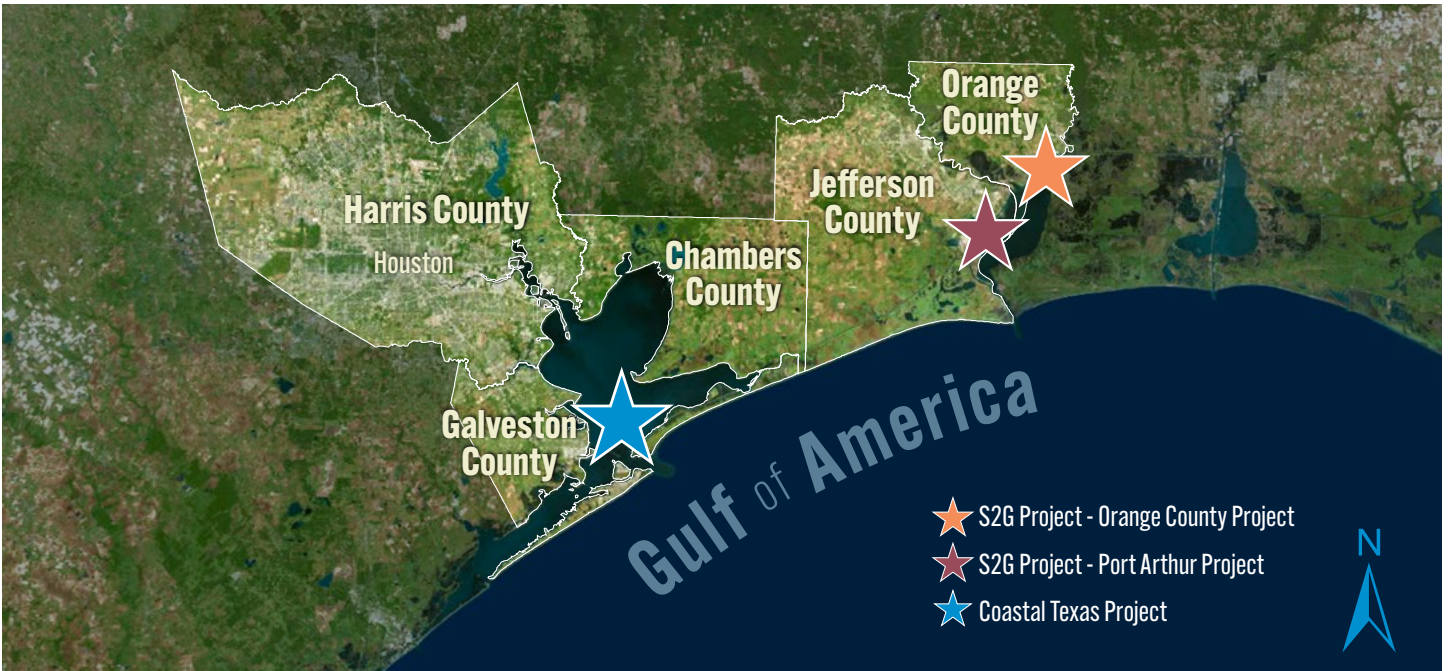 Orange
County
Jefferson
County
Harris County
Houston
Chambers
County
Galveston
County
Gulf of America
S2G Project - Orange County Project
S2G Project - Port Arthur Project
Coastal Texas Project
N